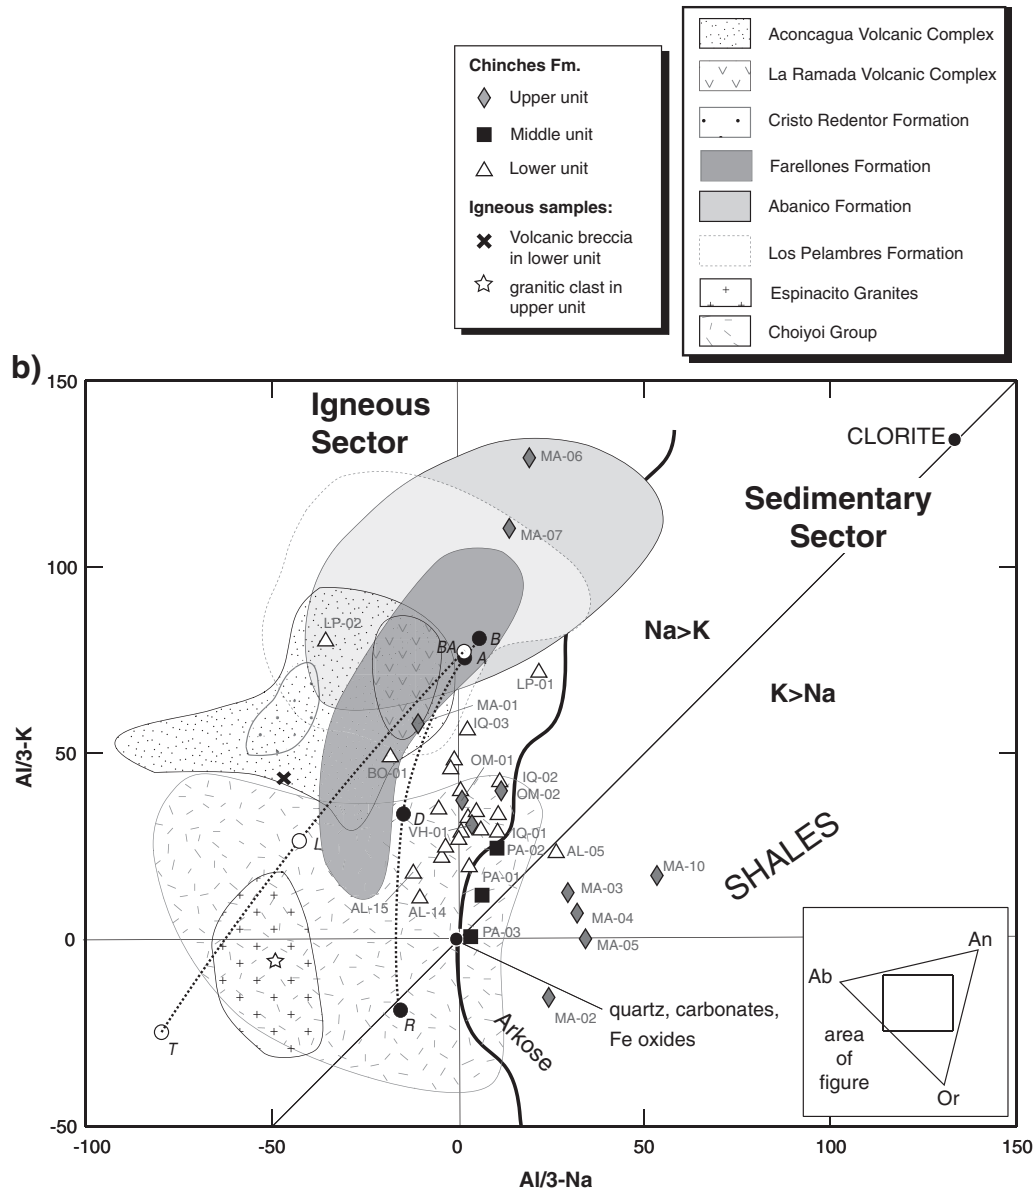 Chinches Fm.
Upper unit
Middle unit
Lower unit
Igneous samples:
Volcanic breccia
in lower unit
granitic clast in
upper unit
Aconcagua Volcanic Complex
La Ramada Volcanic Complex
Cristo Redentor Formation
Farellones Formation
Abanico Formation
Los Pelambres Formation
Espinacito Granites
Choiyoi Group
b)
150
100
50
0
-50
Al/3-K
-100
-50
0
50
100
150
Al/3-Na
Igneous
Sector
CLORITE
Sedimentary
Sector
Na>K
K>Na
SHALES
Arkose
quartz, carbonates,
Fe oxides
MA-06
MA-07
LP-02
BA
B
A
LP-01
MA-01
IQ-03
BO-01
OM-01
IQ-02
OM-02
D
VH-01
IQ-01
L
PA-02
AL-05
MA-10
PA-01
MA-03
AL-15
AL-14
MA-04
PA-03
MA-05
MA-02
R
T
An
Ab
area
of
figure
Or